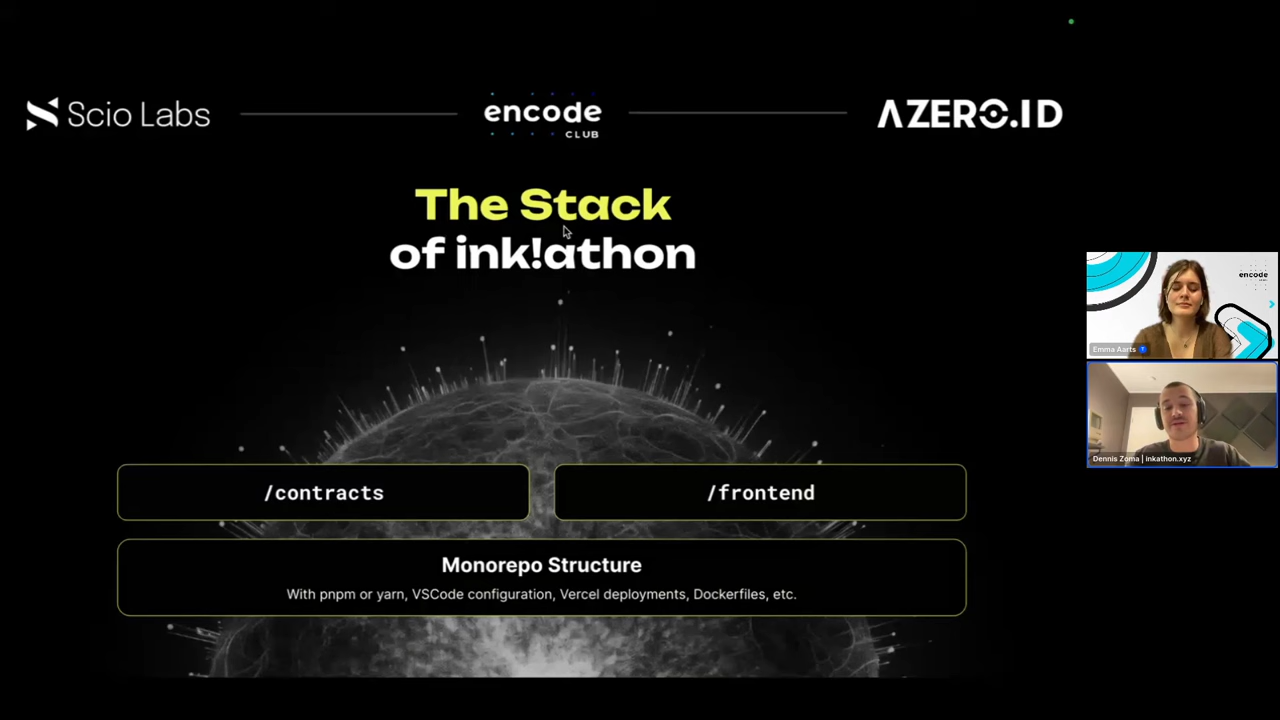 Scio Labs
encode
CLUB
AZERO.ID
The Stack
of ink!athon
/contracts
/frontend
Monorepo Structure
With pnpm or yarn, VSCode configuration, Vercel deployments, Dockerfiles, etc.
encode
Emma Aarts
Dennis Zoma | inkathon.xyz